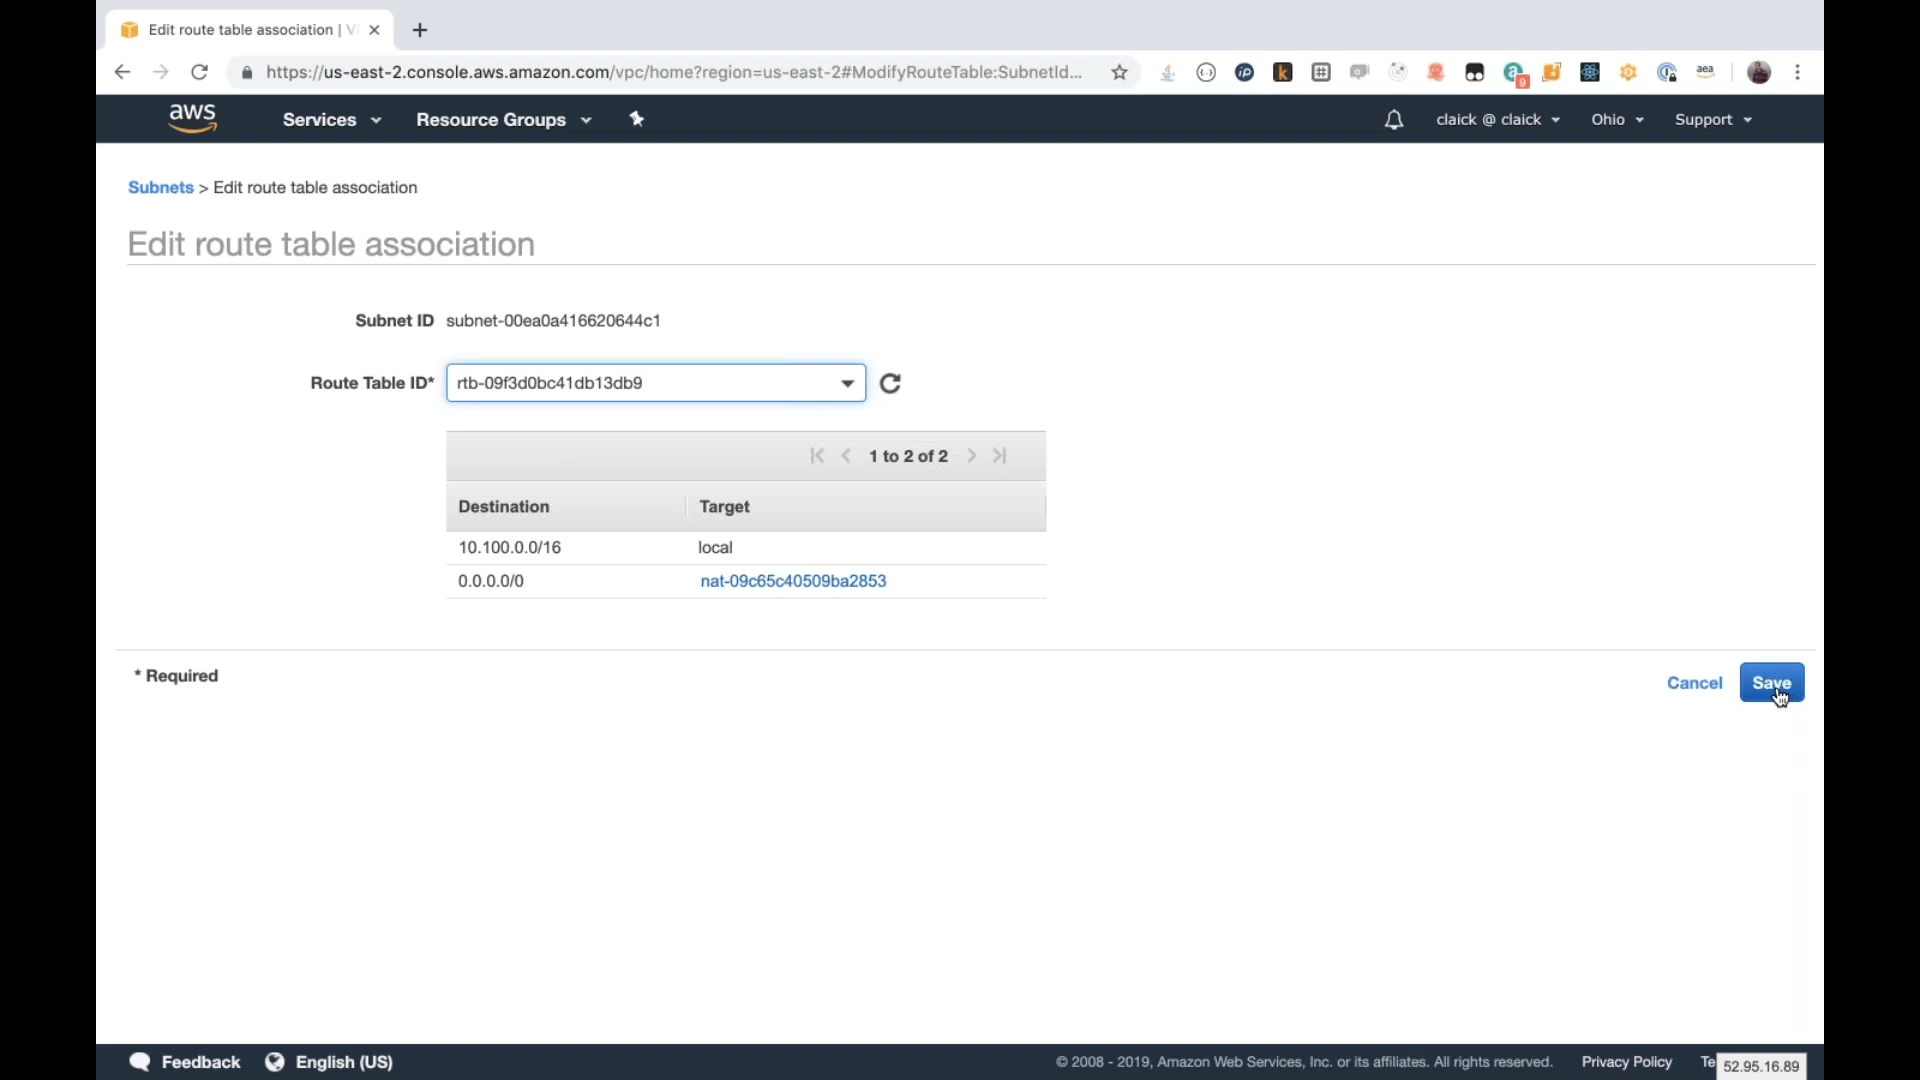 Edit route table association | V
https://us-east-2.console.aws.amazon.com/vpc/home?region=us-east-2#ModifyRouteTable:SubnetId...
9
aea
aws
Services
Resource Groups
claick @ claick
Ohio
Support
Subnets > Edit route table association
Edit route table association
Subnet ID subnet-00ea0a416620644c1
Route Table ID* rtb-09f3d0bc41db13db9
1 to 2 of 2
Destination Target
10.100.0.0/16 local
0.0.0.0/0 nat-09c65c40509ba2853
* Required
Cancel
Save
Feedback
English (US)
© 2008 - 2019, Amazon Web Services, Inc. or its affiliates. All rights reserved.
Privacy Policy
Te
52.95.16.89